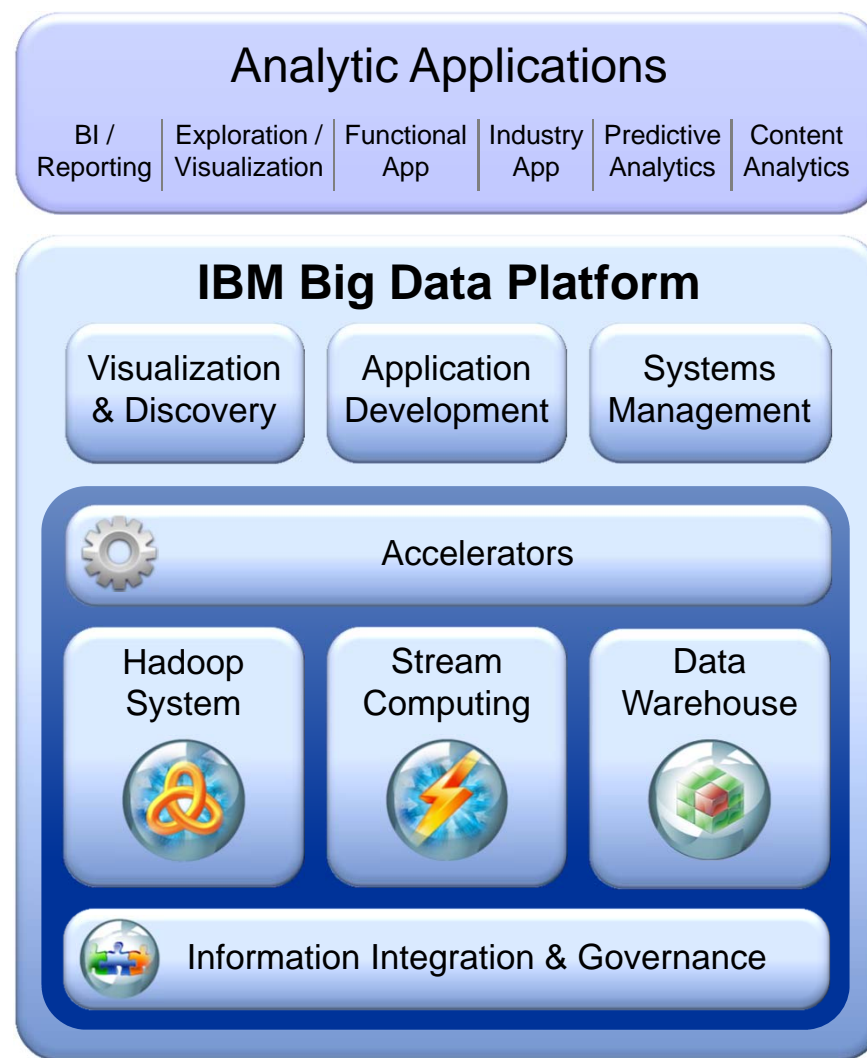 Analytic Applications
BI /
Reporting
Exploration /
Visualization
Functional
App
Industry
App
Predictive
Analytics
Content
Analytics
IBM Big Data Platform
Visualization
& Discovery
Application
Development
Systems
Management
Accelerators
Hadoop
System
Stream
Computing
Data
Warehouse
Information Integration & Governance